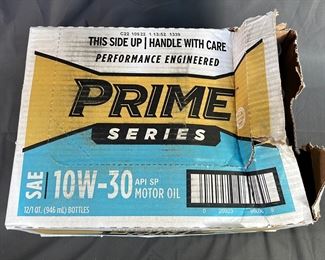 THIS SIDE UP | HANDLE WITH CARE
PERFORMANCE ENGINEERED
PRIME
SERIES
SAE 10W-30 API SP
MOTOR OIL
12/1 QT. (946 mL) BOTTLES